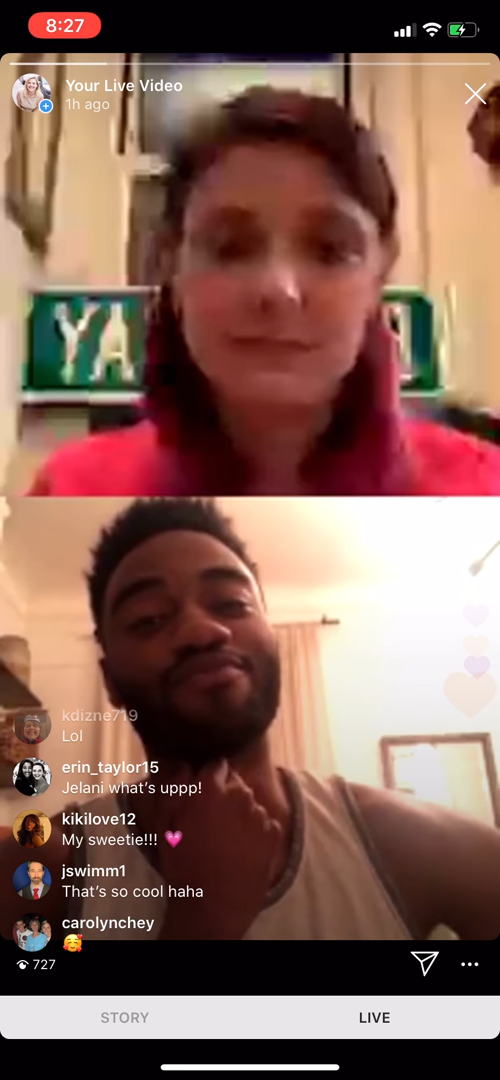 8:27
Your Live Video
1h ago
YA
kdizne719
Lol
erin_taylor15
Jelani what's uppp!
kikilove12
My sweetie!!! 💗
jswimm1
That's so cool haha
carolynchey
🥰
727
STORY
LIVE